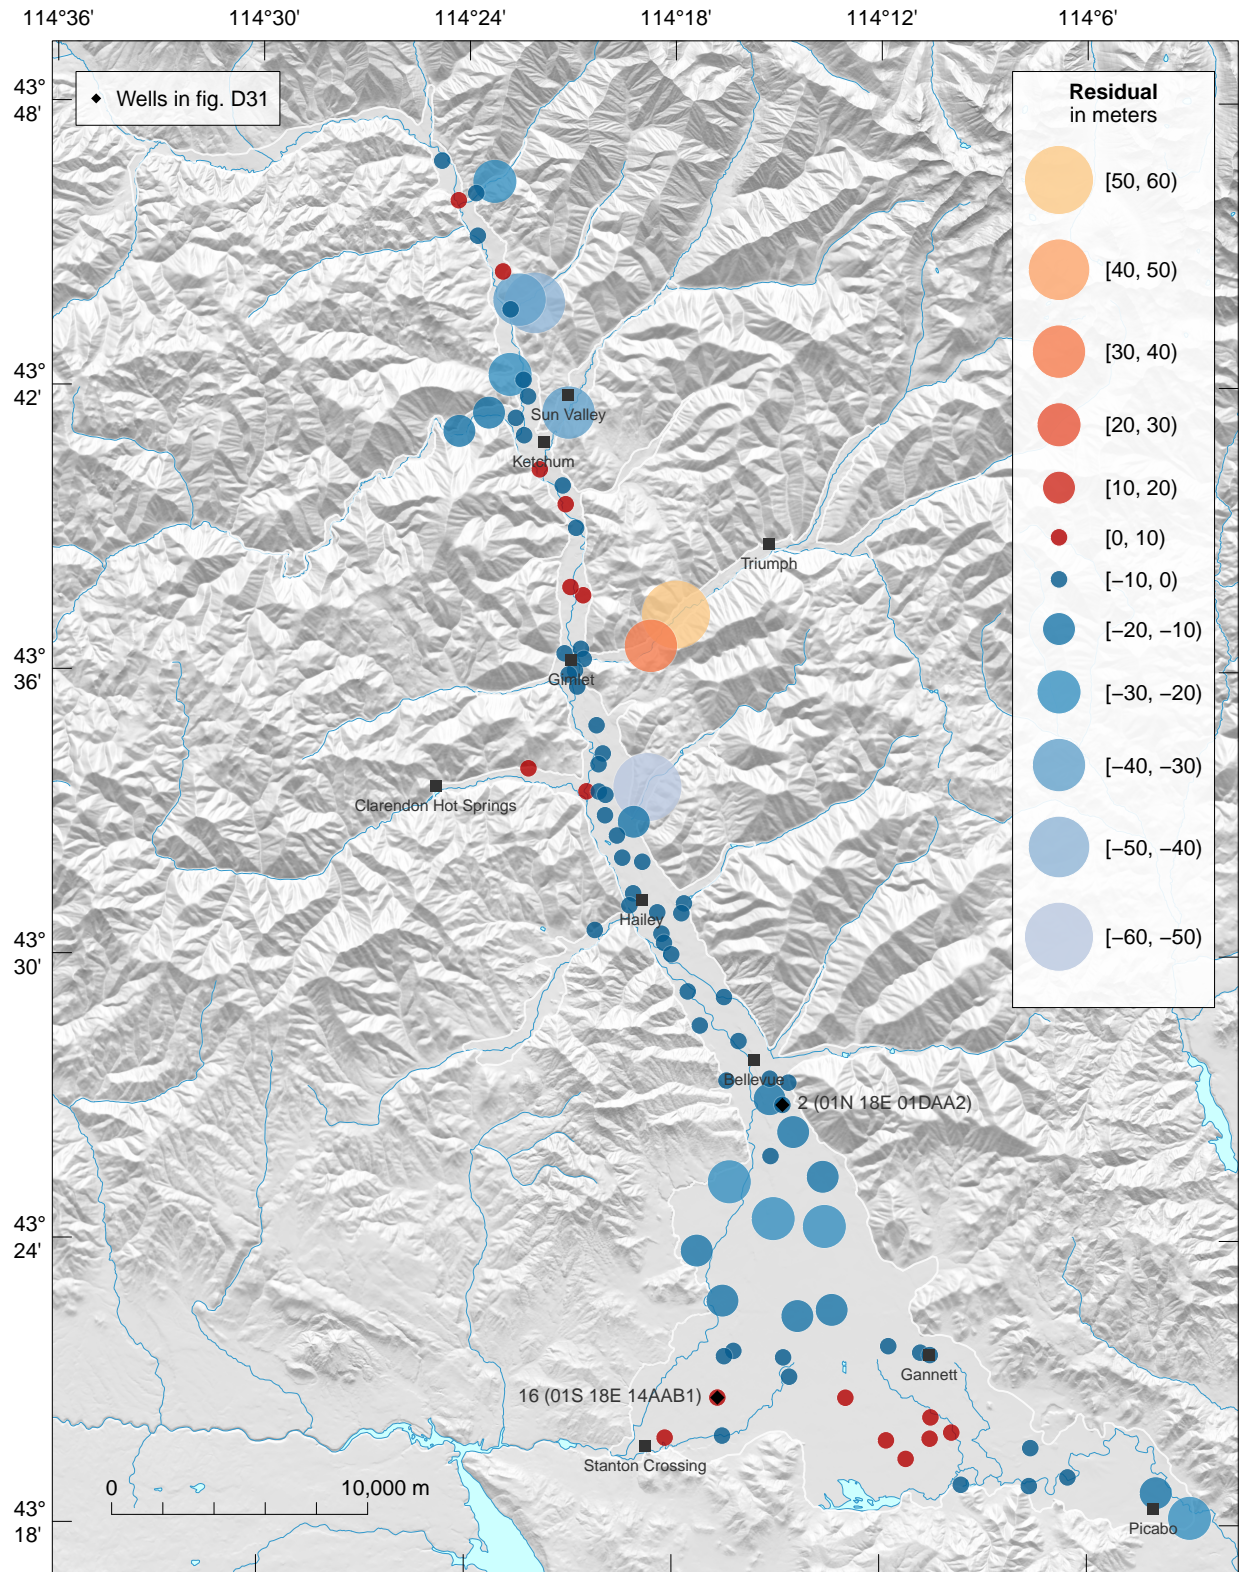 114°36'
114°30'
114°24'
114°18'
114°12'
114°6'
43°
48'
Wells in fig. D31
Residual
in meters
[50, 60)
[40, 50)
[30, 40)
[20, 30)
[10, 20)
[0, 10)
[−10, 0)
[−20, −10)
[−30, −20)
[−40, −30)
[−50, −40)
[−60, −50)
43°
42'
Sun Valley
Ketchum
Triumph
43°
36'
Gimlet
Clarendon Hot Springs
Hailey
43°
30'
Bellevue
2 (01N 18E 01DAA2)
43°
24'
Gannett
16 (01S 18E 14AAB1)
Stanton Crossing
0
10,000 m
43°
18'
Picabo